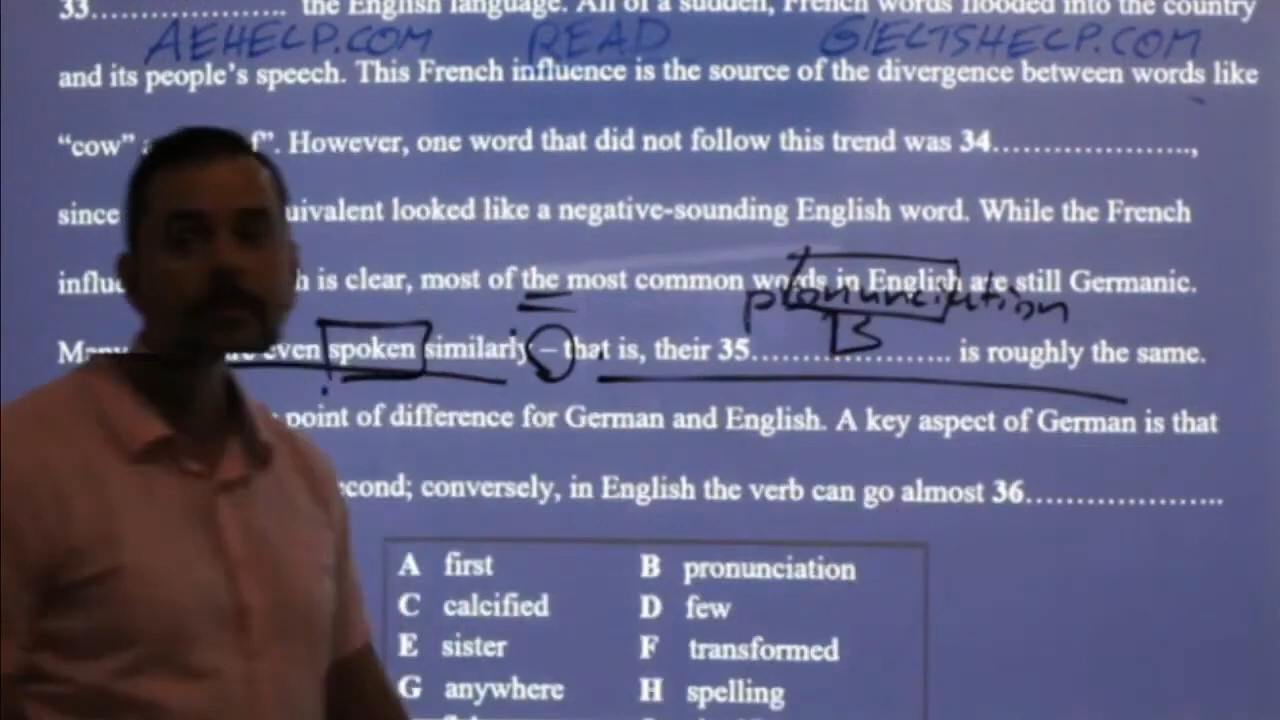 33.................. the English language. All of a sudden, French words flooded into the country
AEHELP.COM READ GIELTSHELP.COM
and its people's speech. This French influence is the source of the divergence between words like
“cow” f”. However, one word that did not follow this trend was 34..................,
since uivalent looked like a negative-sounding English word. While the French
influ h is clear, most of the most common words in English are still Germanic.
pronunciation
B
Many even spoken similarly – that is, their 35.................. is roughly the same.
point of difference for German and English. A key aspect of German is that
cond; conversely, in English the verb can go almost 36..................
A first B pronunciation
C calcified D few
E sister F transformed
G anywhere H spelling